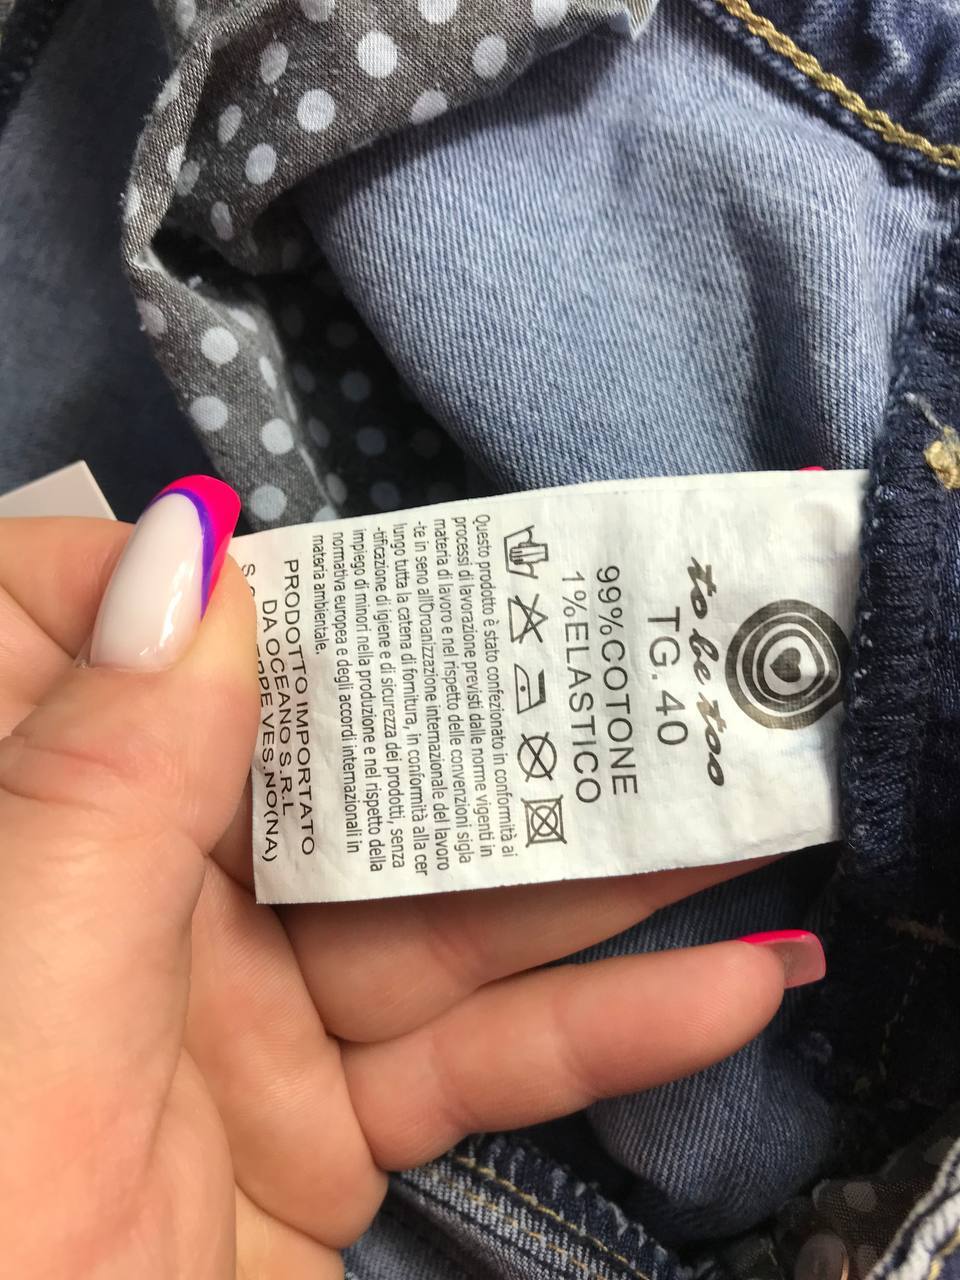 to be too
TG. 40
99%COTONE
1%ELASTICO
Questo prodotto è stato confezionato in conformità ai
processi di lavorazione previsti dalle norme vigenti in
materia di lavoro e nel rispetto delle convenzioni sigla
-te in seno all'Organizzazione internazionale del lavoro
lungo tutta la catena di fornitura, in conformità alla cer
-tificazione di igiene e di sicurezza dei prodotti, senza
impiego di minori nella produzione e nel rispetto della
normativa europea e degli accordi internazionali in
materia ambientale.
PRODOTTO IMPORTATO
DA OCEANO S.R.L
VES.NO(NA)